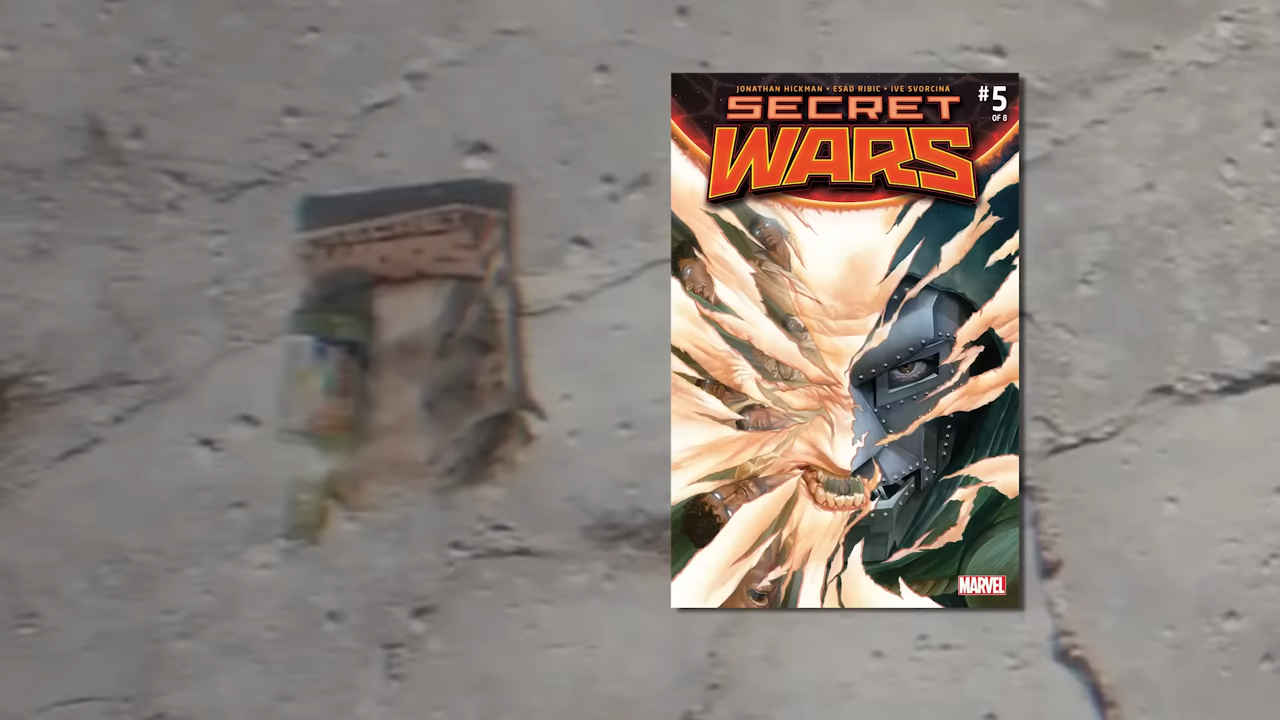 JONATHAN HICKMAN • ESAD RIBIC • IVE SVORCINA
SECRET
WARS
#5
OF 8
MARVEL